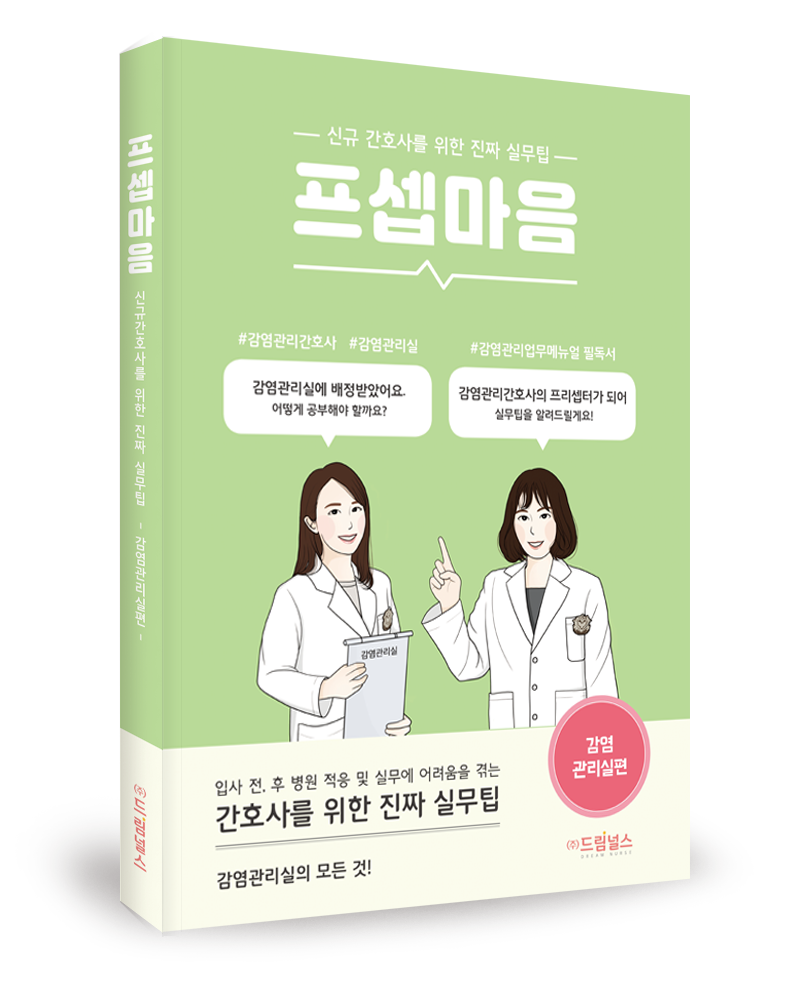 프셉마음
신규간호사를 위한 진짜 실무팁 - 감염관리실편 -
(주)드림널스
신규 간호사를 위한 진짜 실무팁
프셉마음
#감염관리간호사 #감염관리실
#감염관리업무메뉴얼 필독서
감염관리실에 배정받았어요.
어떻게 공부해야 할까요?
감염관리간호사의 프리셉터가 되어
실무팁을 알려드릴게요!
감염관리실
감염
관리실편
입사 전. 후 병원 적응 및 실무에 어려움을 겪는
간호사를 위한 진짜 실무팁
감염관리실의 모든 것!
(주)드림널스
DREAM NURSE